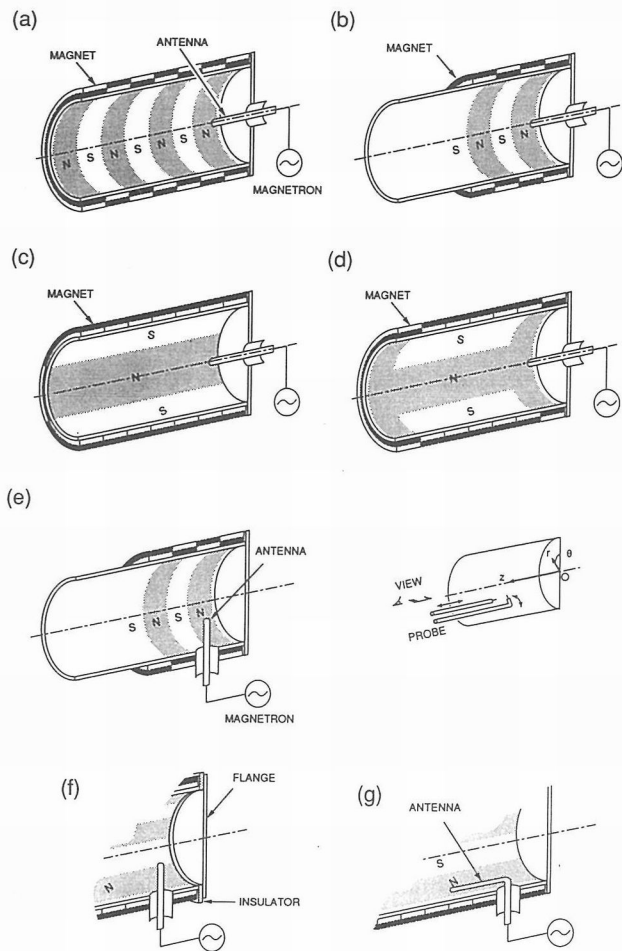 (a)
MAGNET
ANTENNA
N S N S N S N
MAGNETRON
(b)
MAGNET
S N S N
(c)
MAGNET
S
N
S
(d)
MAGNET
S
N
S
(e)
ANTENNA
S N S N
MAGNETRON
VIEW
PROBE
z
r θ
O
(f)
FLANGE
N
INSULATOR
(g)
ANTENNA
S
N